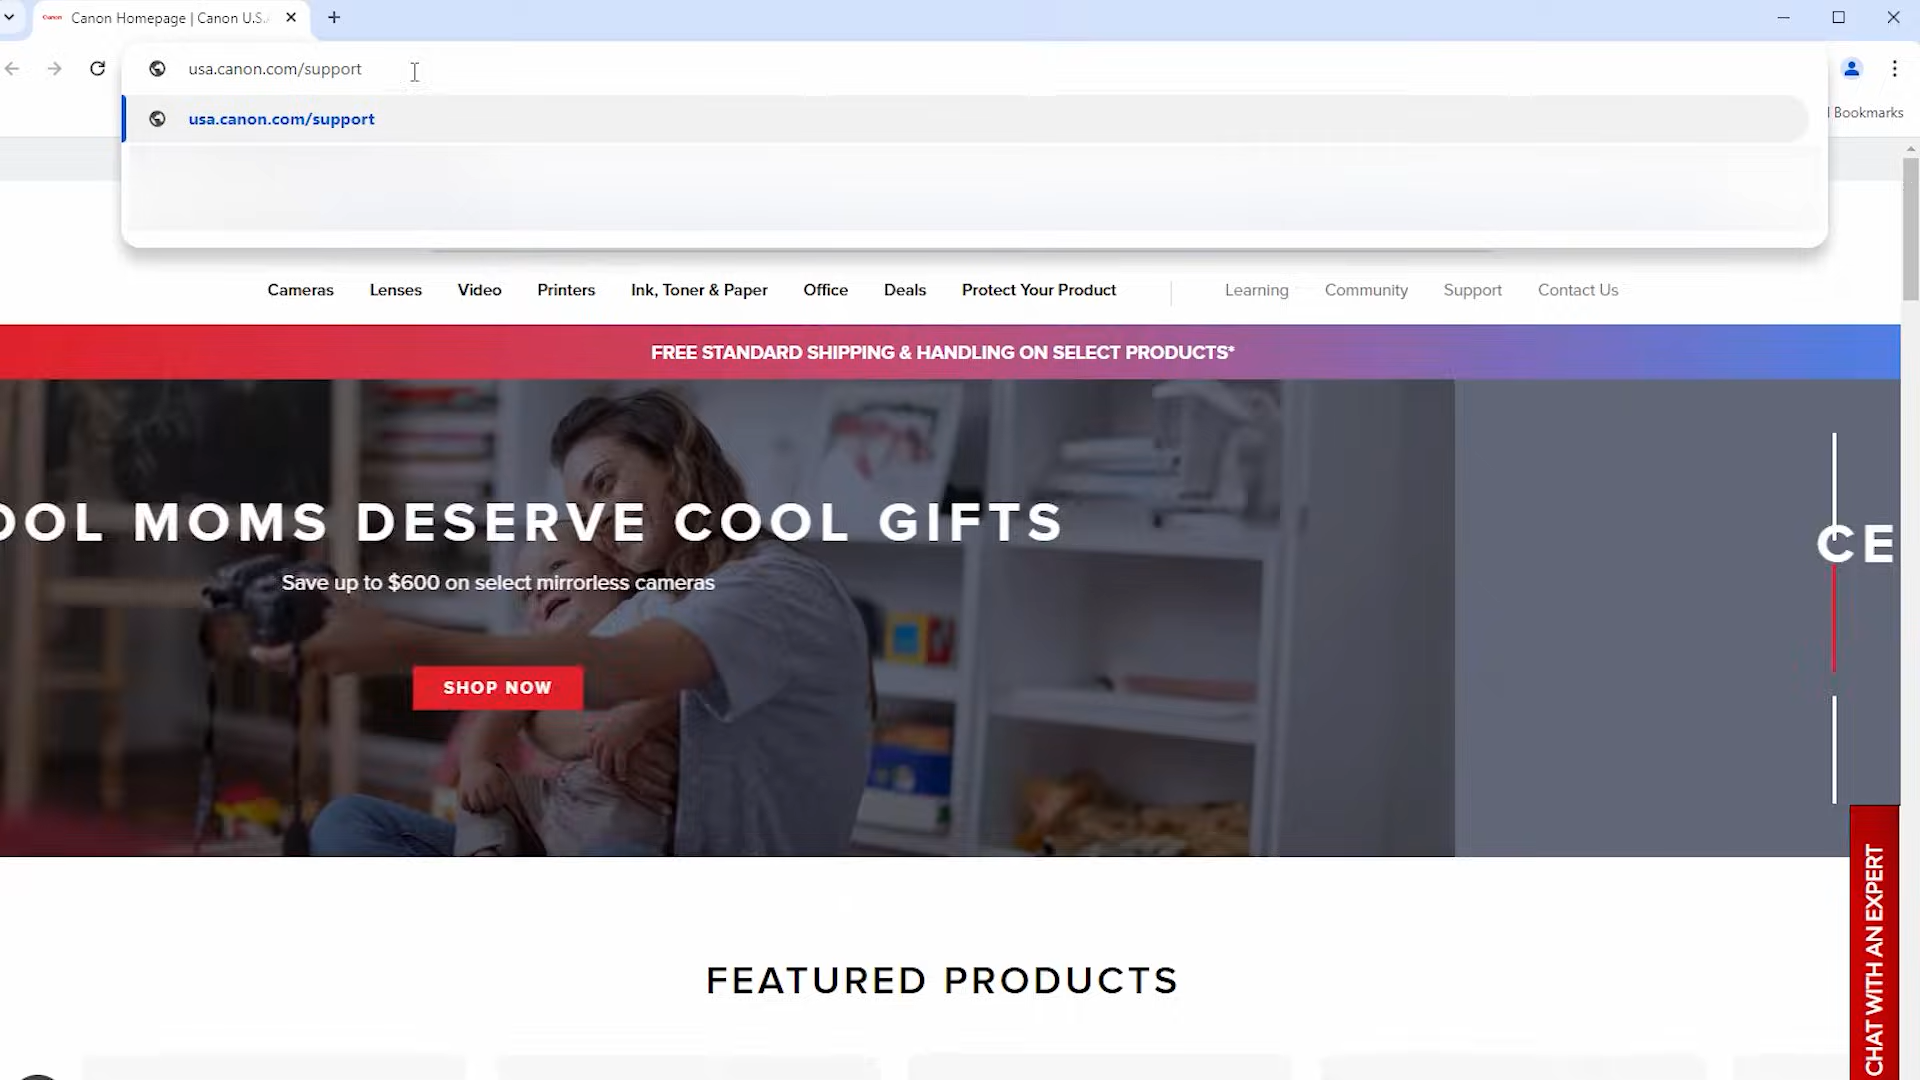 Canon Canon Homepage | Canon U.S.
usa.canon.com/support
usa.canon.com/support
Bookmarks
Cameras Lenses Video Printers Ink, Toner & Paper Office Deals Protect Your Product Learning Community Support Contact Us
FREE STANDARD SHIPPING & HANDLING ON SELECT PRODUCTS*
OOL MOMS DESERVE COOL GIFTS
CE
Save up to $600 on select mirrorless cameras
SHOP NOW
CHAT WITH AN EXPERT
FEATURED PRODUCTS